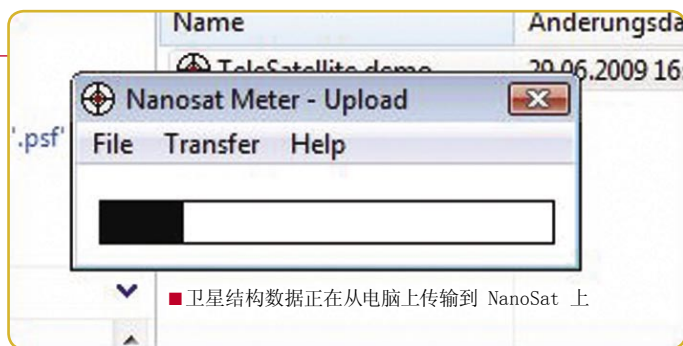 Name Änderungsda
TeleSatellite demo 29.06.2009 16:
Nanosat Meter - Upload
'.psf'
File Transfer Help
■卫星结构数据正在从电脑上传输到 NanoSat 上